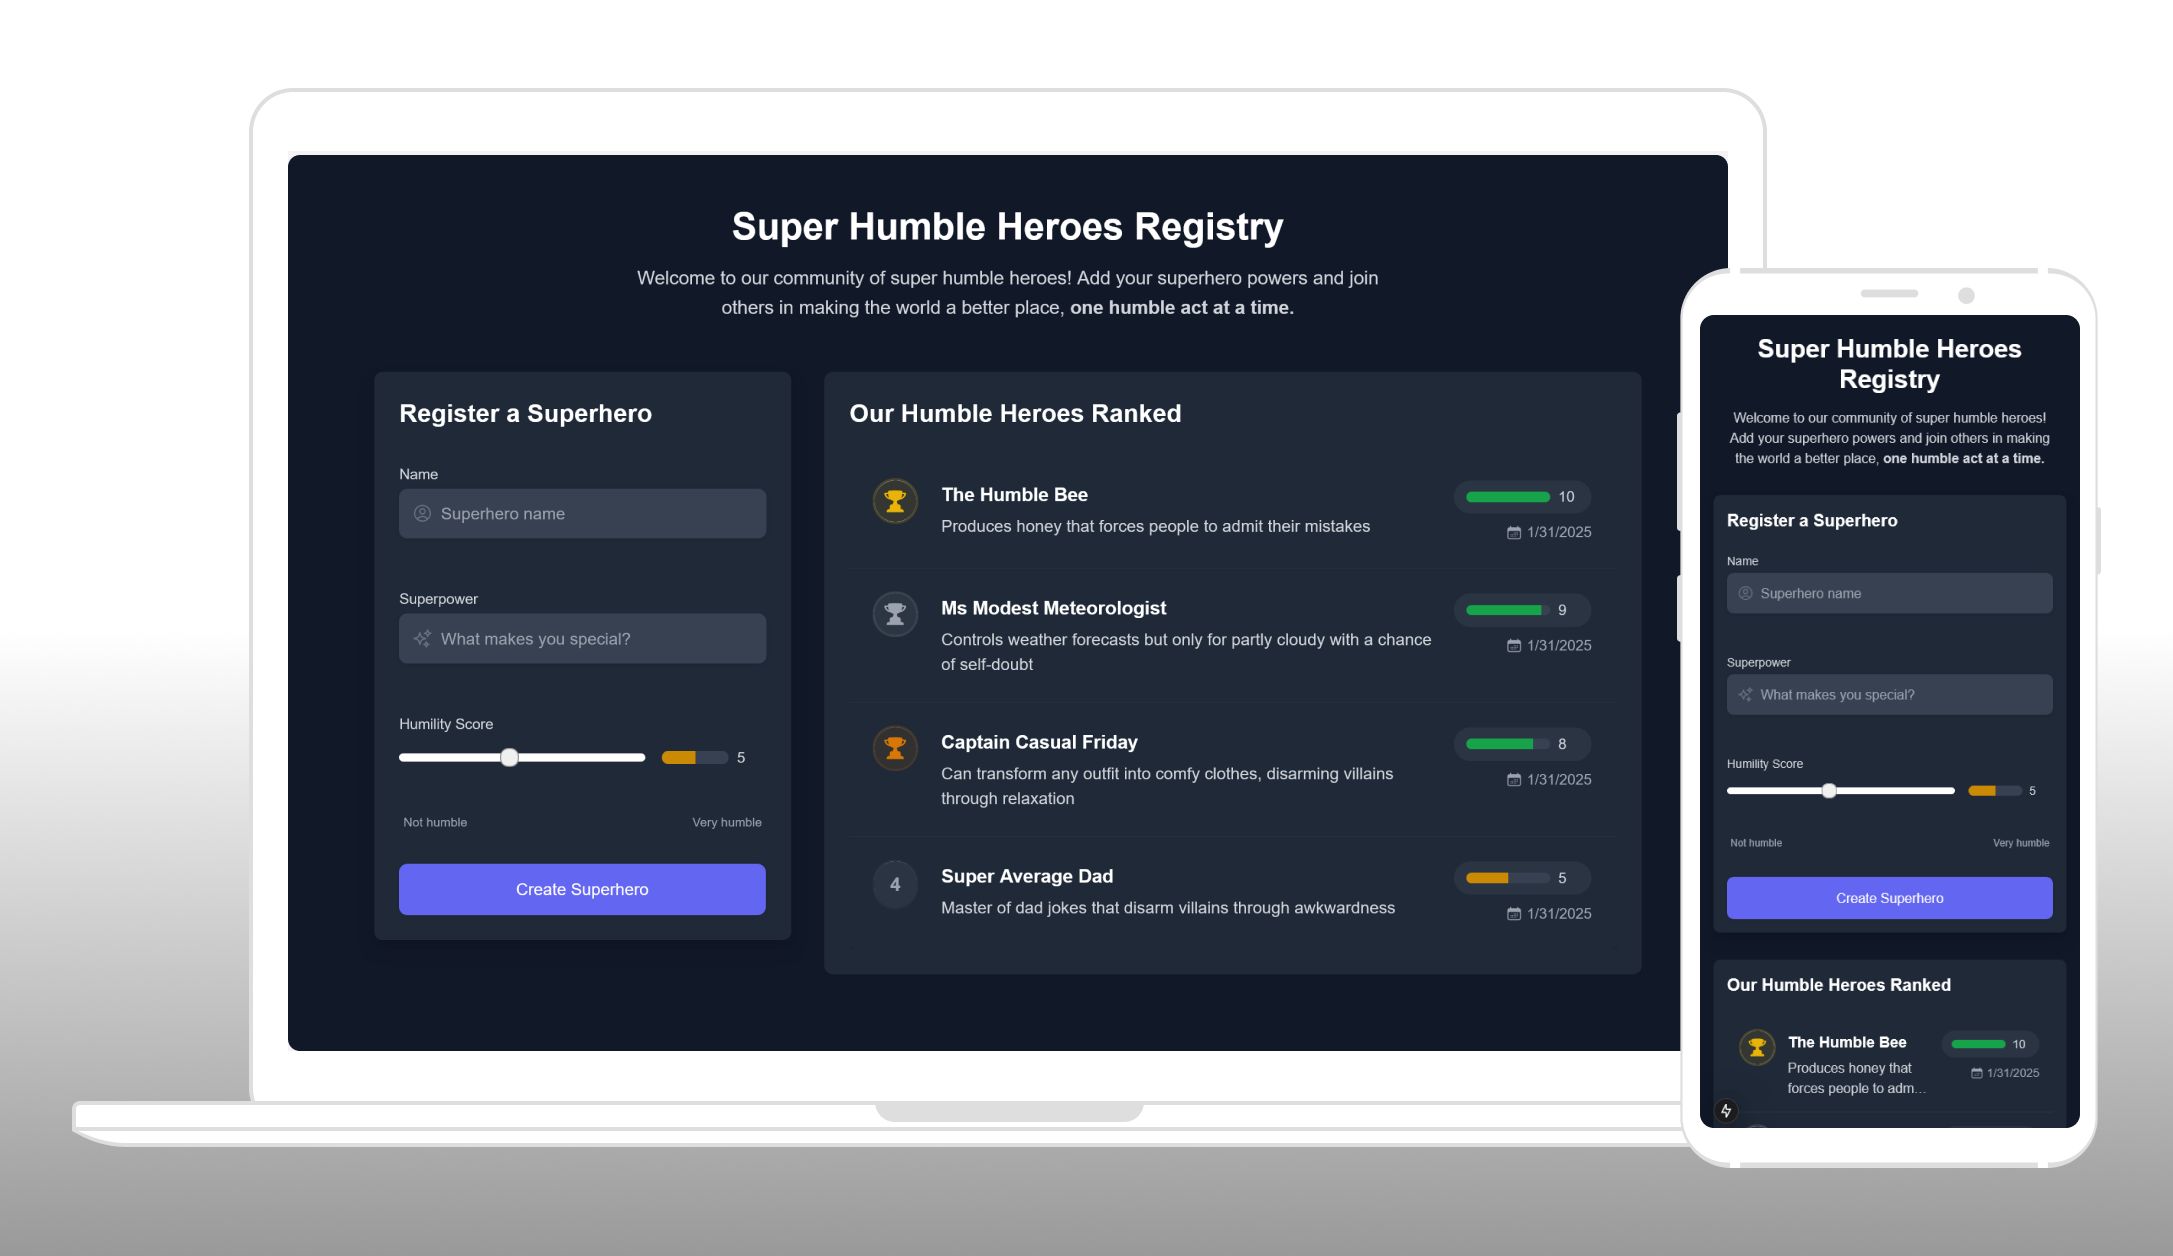 Super Humble Heroes Registry
Welcome to our community of super humble heroes! Add your superhero powers and join
others in making the world a better place, one humble act at a time.
Register a Superhero
Name
Superhero name
Superpower
What makes you special?
Humility Score
5
Not humble
Very humble
Create Superhero
Our Humble Heroes Ranked
The Humble Bee
Produces honey that forces people to admit their mistakes
10
1/31/2025
Ms Modest Meteorologist
Controls weather forecasts but only for partly cloudy with a chance
of self-doubt
9
1/31/2025
Captain Casual Friday
Can transform any outfit into comfy clothes, disarming villains
through relaxation
8
1/31/2025
4
Super Average Dad
Master of dad jokes that disarm villains through awkwardness
5
1/31/2025
Super Humble Heroes
Registry
Welcome to our community of super humble heroes!
Add your superhero powers and join others in making
the world a better place, one humble act at a time.
Register a Superhero
Name
Superhero name
Superpower
What makes you special?
Humility Score
5
Not humble
Very humble
Create Superhero
Our Humble Heroes Ranked
The Humble Bee
Produces honey that
forces people to adm...
10
1/31/2025